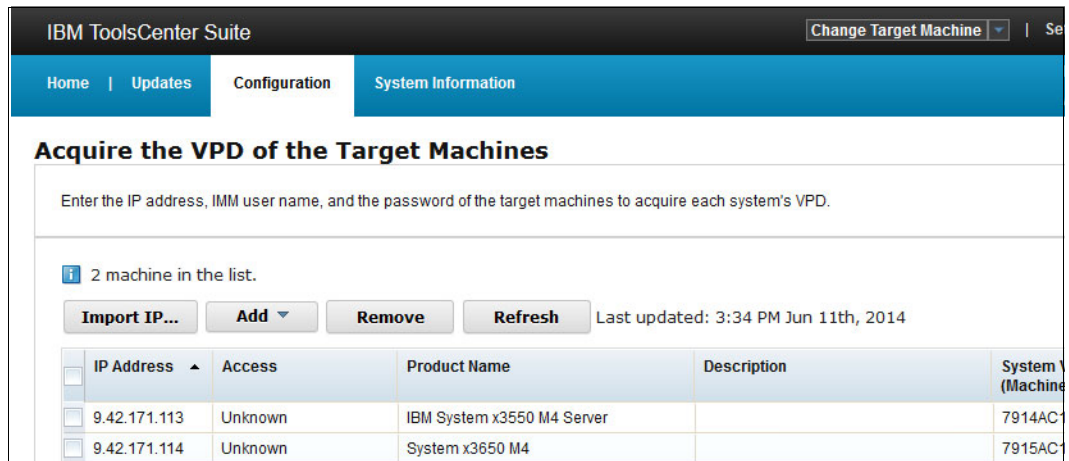 IBM ToolsCenter Suite Change Target Machine |
Home | Updates Configuration System Information
Acquire the VPD of the Target Machines
Enter the IP address, IMM user name, and the password of the target machines to acquire each system's VPD.
2 machine in the list.
Import IP... Add Remove Refresh Last updated: 3:34 PM Jun 11th, 2014
IP Address Access Product Name Description System
(Machine
9.42.171.113 Unknown IBM System x3550 M4 Server 7914AC1
9.42.171.114 Unknown System x3650 M4 7915AC1